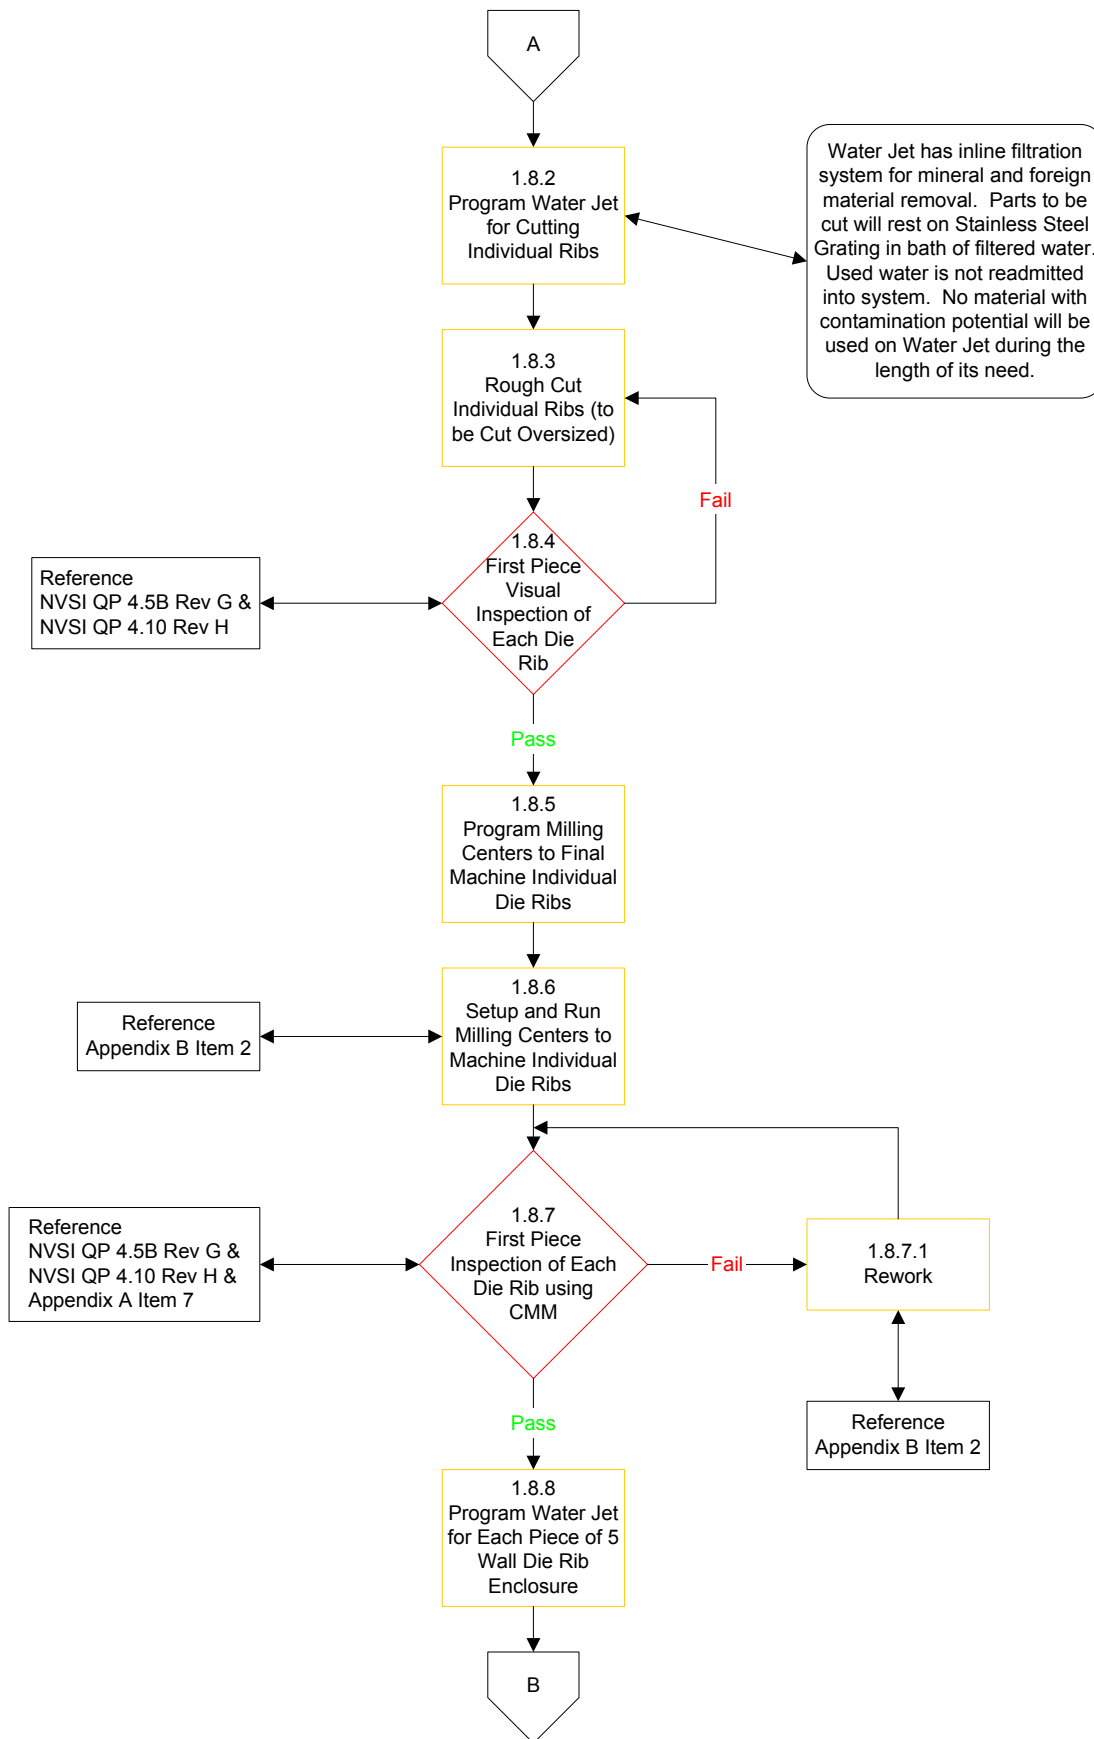 A
1.8.2
Program Water Jet
for Cutting
Individual Ribs
Water Jet has inline filtration
system for mineral and foreign
material removal.  Parts to be
cut will rest on Stainless Steel
Grating in bath of filtered water.
Used water is not readmitted
into system.  No material with
contamination potential will be
used on Water Jet during the
length of its need.
1.8.3
Rough Cut
Individual Ribs (to
be Cut Oversized)
Fail
1.8.4
First Piece
Visual
Inspection of
Each Die
Rib
Reference
NVSI QP 4.5B Rev G &
NVSI QP 4.10 Rev H
Pass
1.8.5
Program Milling
Centers to Final
Machine Individual
Die Ribs
1.8.6
Setup and Run
Milling Centers to
Machine Individual
Die Ribs
Reference
Appendix B Item 2
1.8.7
First Piece
Inspection of Each
Die Rib using
CMM
Reference
NVSI QP 4.5B Rev G &
NVSI QP 4.10 Rev H &
Appendix A Item 7
Fail
1.8.7.1
Rework
Reference
Appendix B Item 2
Pass
1.8.8
Program Water Jet
for Each Piece of 5
Wall Die Rib
Enclosure
B